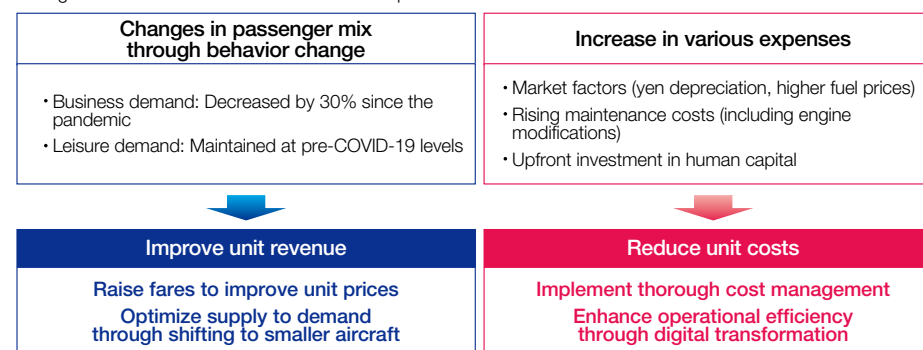 Changes in passenger mix
through behavior change
・Business demand: Decreased by 30% since the
pandemic
・Leisure demand: Maintained at pre-COVID-19 levels
Increase in various expenses
・Market factors (yen depreciation, higher fuel prices)
・Rising maintenance costs (including engine
modifications)
・Upfront investment in human capital
Improve unit revenue
Raise fares to improve unit prices
Optimize supply to demand
through shifting to smaller aircraft
Reduce unit costs
Implement thorough cost management
Enhance operational efficiency
through digital transformation